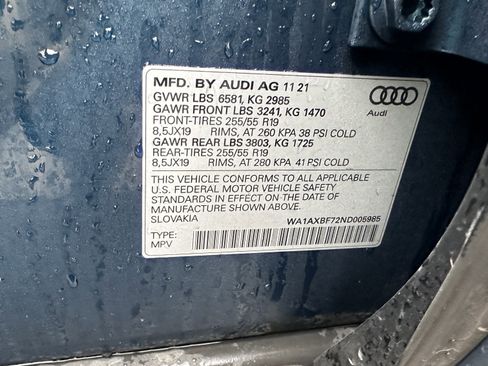 MFD. BY AUDI AG 11 21
GVWR LBS 6581, KG 2985
GAWR FRONT LBS 3241, KG 1470
FRONT-TIRES 255/55 R19
8,5JX19 RIMS, AT 260 KPA 38 PSI COLD
GAWR REAR LBS 3803, KG 1725
REAR-TIRES 255/55 R19
8,5JX19 RIMS, AT 280 KPA 41 PSI COLD
Audi
THIS VEHICLE CONFORMS TO ALL APPLICABLE
U.S. FEDERAL MOTOR VEHICLE SAFETY
STANDARDS IN EFFECT ON THE DATE OF
MANUFACTURE SHOWN ABOVE.
SLOVAKIA
WA1AXBF72ND005985
TYPE:
MPV